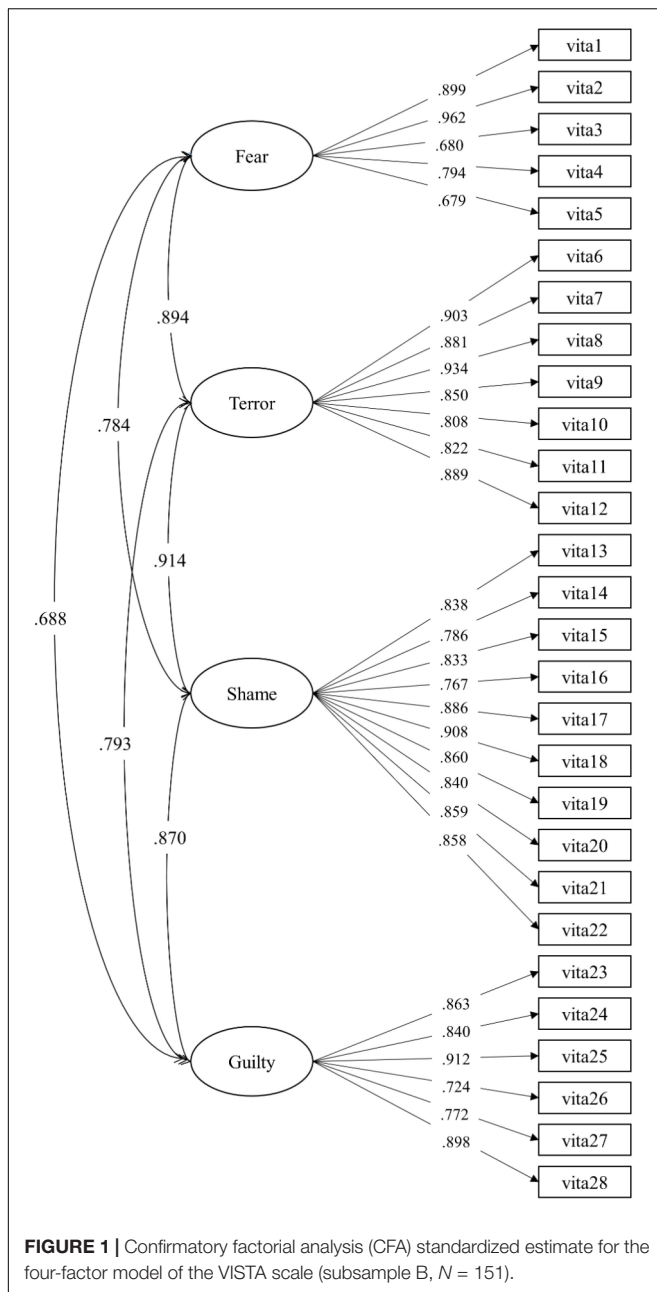 vita1
.899
vita2
.962
Fear
.680
vita3
.794
vita4
.679
vita5
vita6
.894
.903
vita7
.881
.934
vita8
Terror
.850
vita9
.784
.808
vita10
.822
vita11
.889
vita12
vita13
.914
.838
vita14
.688
.786
vita15
.833
Shame
.767
vita16
.886
vita17
.793
.908
vita18
.860
vita19
.870
.840
vita20
.859
vita21
.858
vita22
vita23
.863
vita24
.840
Guilty
.912
vita25
.724
vita26
.772
vita27
.898
vita28
FIGURE 1 | Confirmatory factorial analysis (CFA) standardized estimate for the
four-factor model of the VISTA scale (subsample B, N = 151).